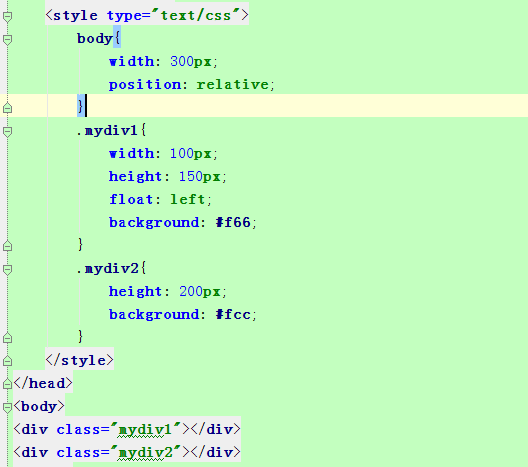 <style type="text/css">
body{
width: 300px;
position: relative;
}
.mydiv1{
width: 100px;
height: 150px;
float: left;
background: #f66;
}
.mydiv2{
height: 200px;
background: #fcc;
}
</style>
</head>
<body>
<div class="mydiv1"></div>
<div class="mydiv2"></div>